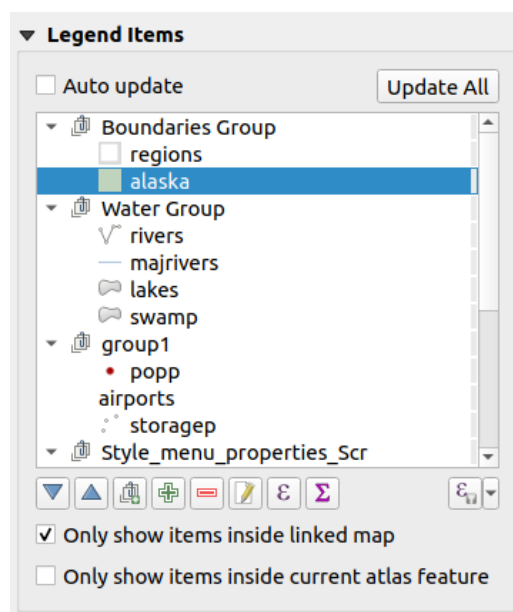 Legend Items
Auto update Update All
Boundaries Group
regions
alaska
Water Group
rivers
majrivers
lakes
swamp
group1
popp
airports
storagep
Style_menu_properties_Scr
ε Σ ε
Only show items inside linked map
Only show items inside current atlas feature